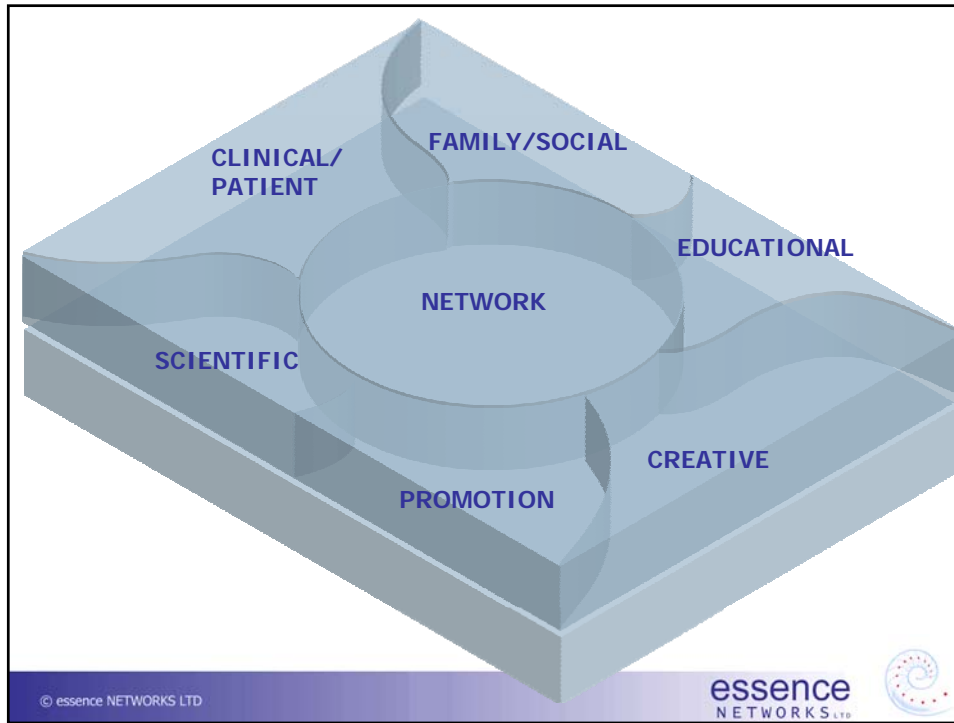 FAMILY/SOCIAL
CLINICAL/
PATIENT
EDUCATIONAL
NETWORK
SCIENTIFIC
CREATIVE
PROMOTION
© essence NETWORKS LTD
essence
NETWORKS LTD